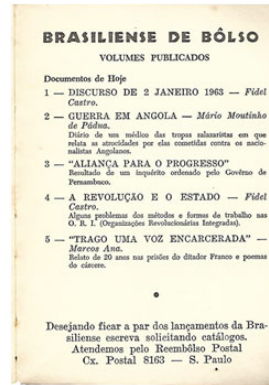 BRASILIENSE DE BÔLSO
VOLUMES PUBLICADOS
Documentos de Hoje
1 — DISCURSO DE 2 JANEIRO 1963 — Fidel
Castro.
2 — GUERRA EM ANGOLA — Mário Moutinho
de Pádua.
Diário de um médico das tropas salazaristas em que
relata as atrocidades por elas cometidas contra os nacio-
nalistas Angolanos.
3 — "ALIANÇA PARA O PROGRESSO"
Resultado de um inquérito ordenado pelo Govêrno de
Pernambuco.
4 — A REVOLUÇÃO E O ESTADO — Fidel
Castro.
Alguns problemas dos métodos e formas de trabalho nas
O. R. I. (Organizações Revolucionárias Integradas).
5 — "TRAGO UMA VOZ ENCARCERADA" —
Marcos Ana.
Relato de 20 anos nas prisões do ditador Franco e poemas
do cárcere.
Desejando ficar a par dos lançamentos da Bra-
siliense escreva solicitando catálogos.
Atendemos pelo Reembôlso Postal
Cx. Postal 8163 — S. Paulo